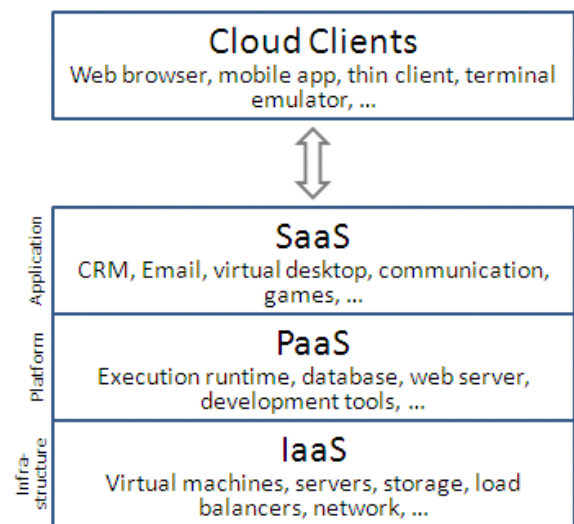 Cloud Clients
Web browser, mobile app, thin client, terminal
emulator, ...
Application
SaaS
CRM, Email, virtual desktop, communication,
games, ...
Platform
PaaS
Execution runtime, database, web server,
development tools, ...
Infra-
structure
IaaS
Virtual machines, servers, storage, load
balancers, network, ...